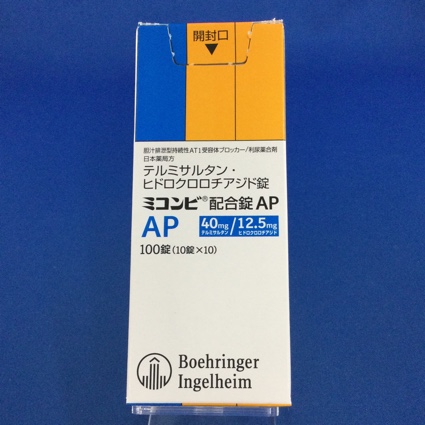 開封口
胆汁排泄型持続性AT1受容体ブロッカー/利尿薬合剤
日本薬局方
テルミサルタン・
ヒドロクロロチアジド錠
ミコンビ®配合錠AP
AP 40mg/12.5mg
テルミサルタン ヒドロクロロチアジド
100錠(10錠×10)
Boehringer
Ingelheim